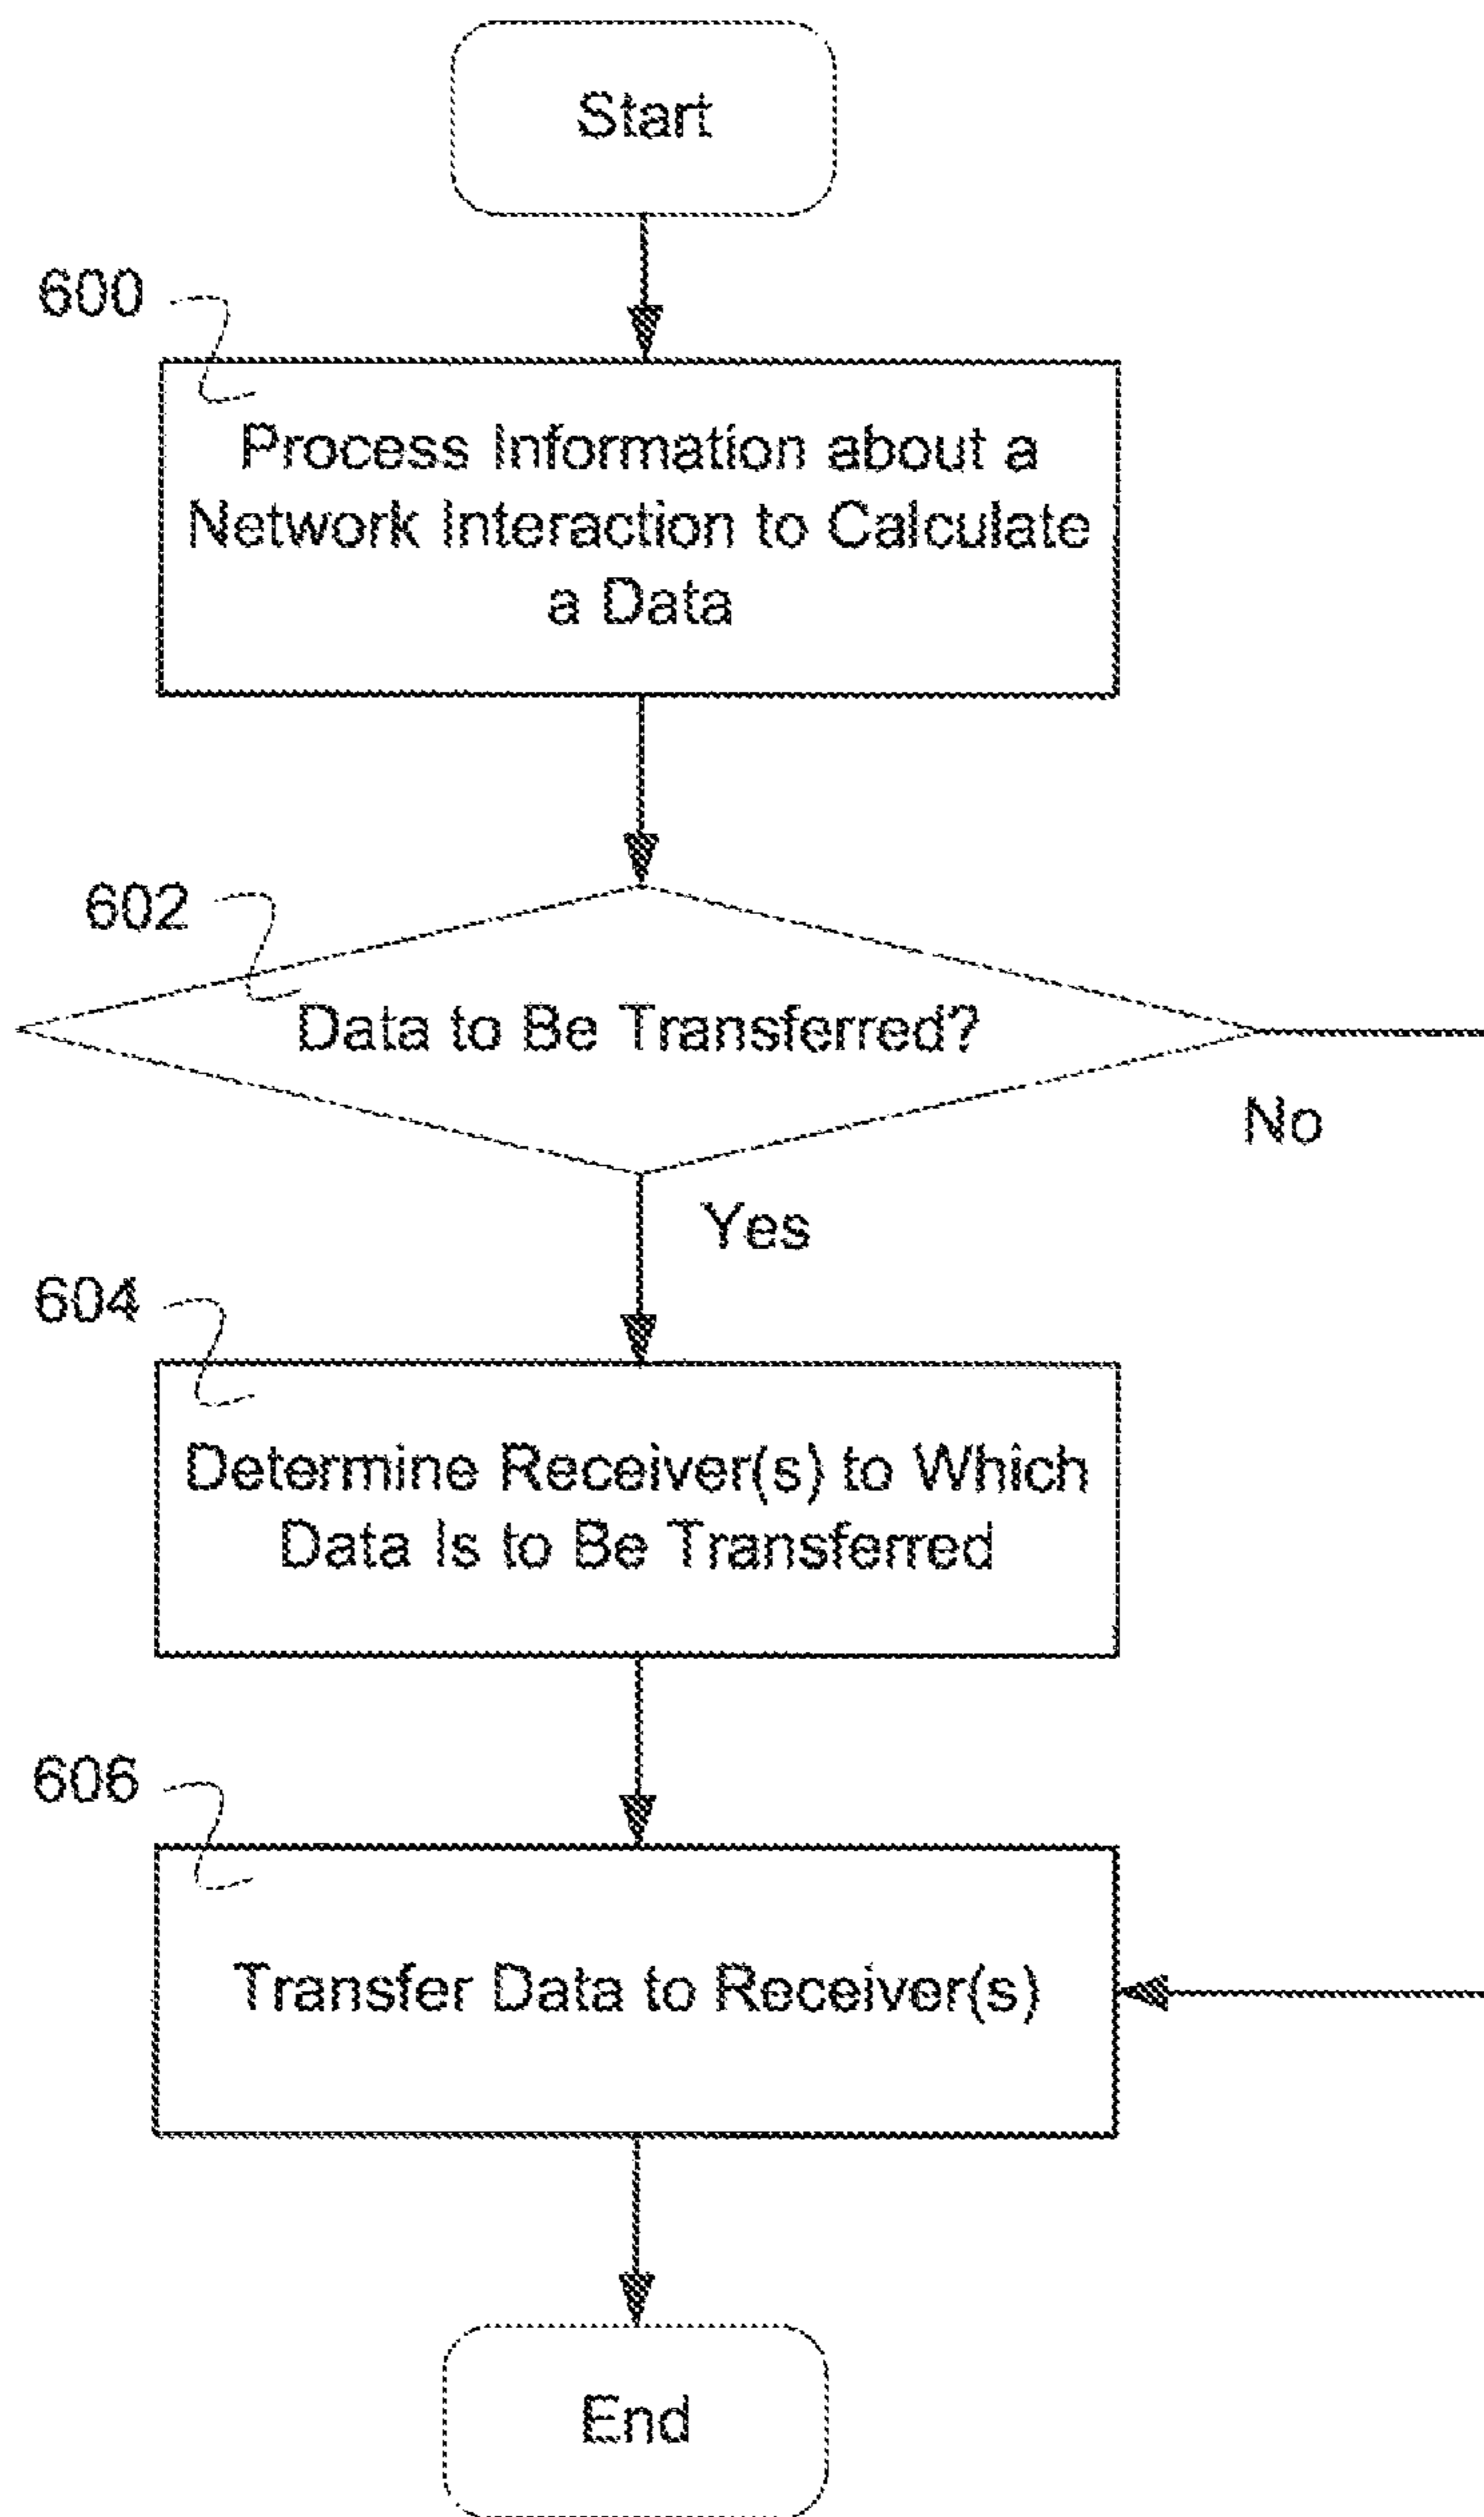 Start
600
Process Information about a
Network Interaction to Calculate
a Data
602
Data to Be Transferred?
No
Yes
604
Determine Receiver(s) to Which
Data Is to Be Transferred
606
Transfer Data to Receiver(s)
End